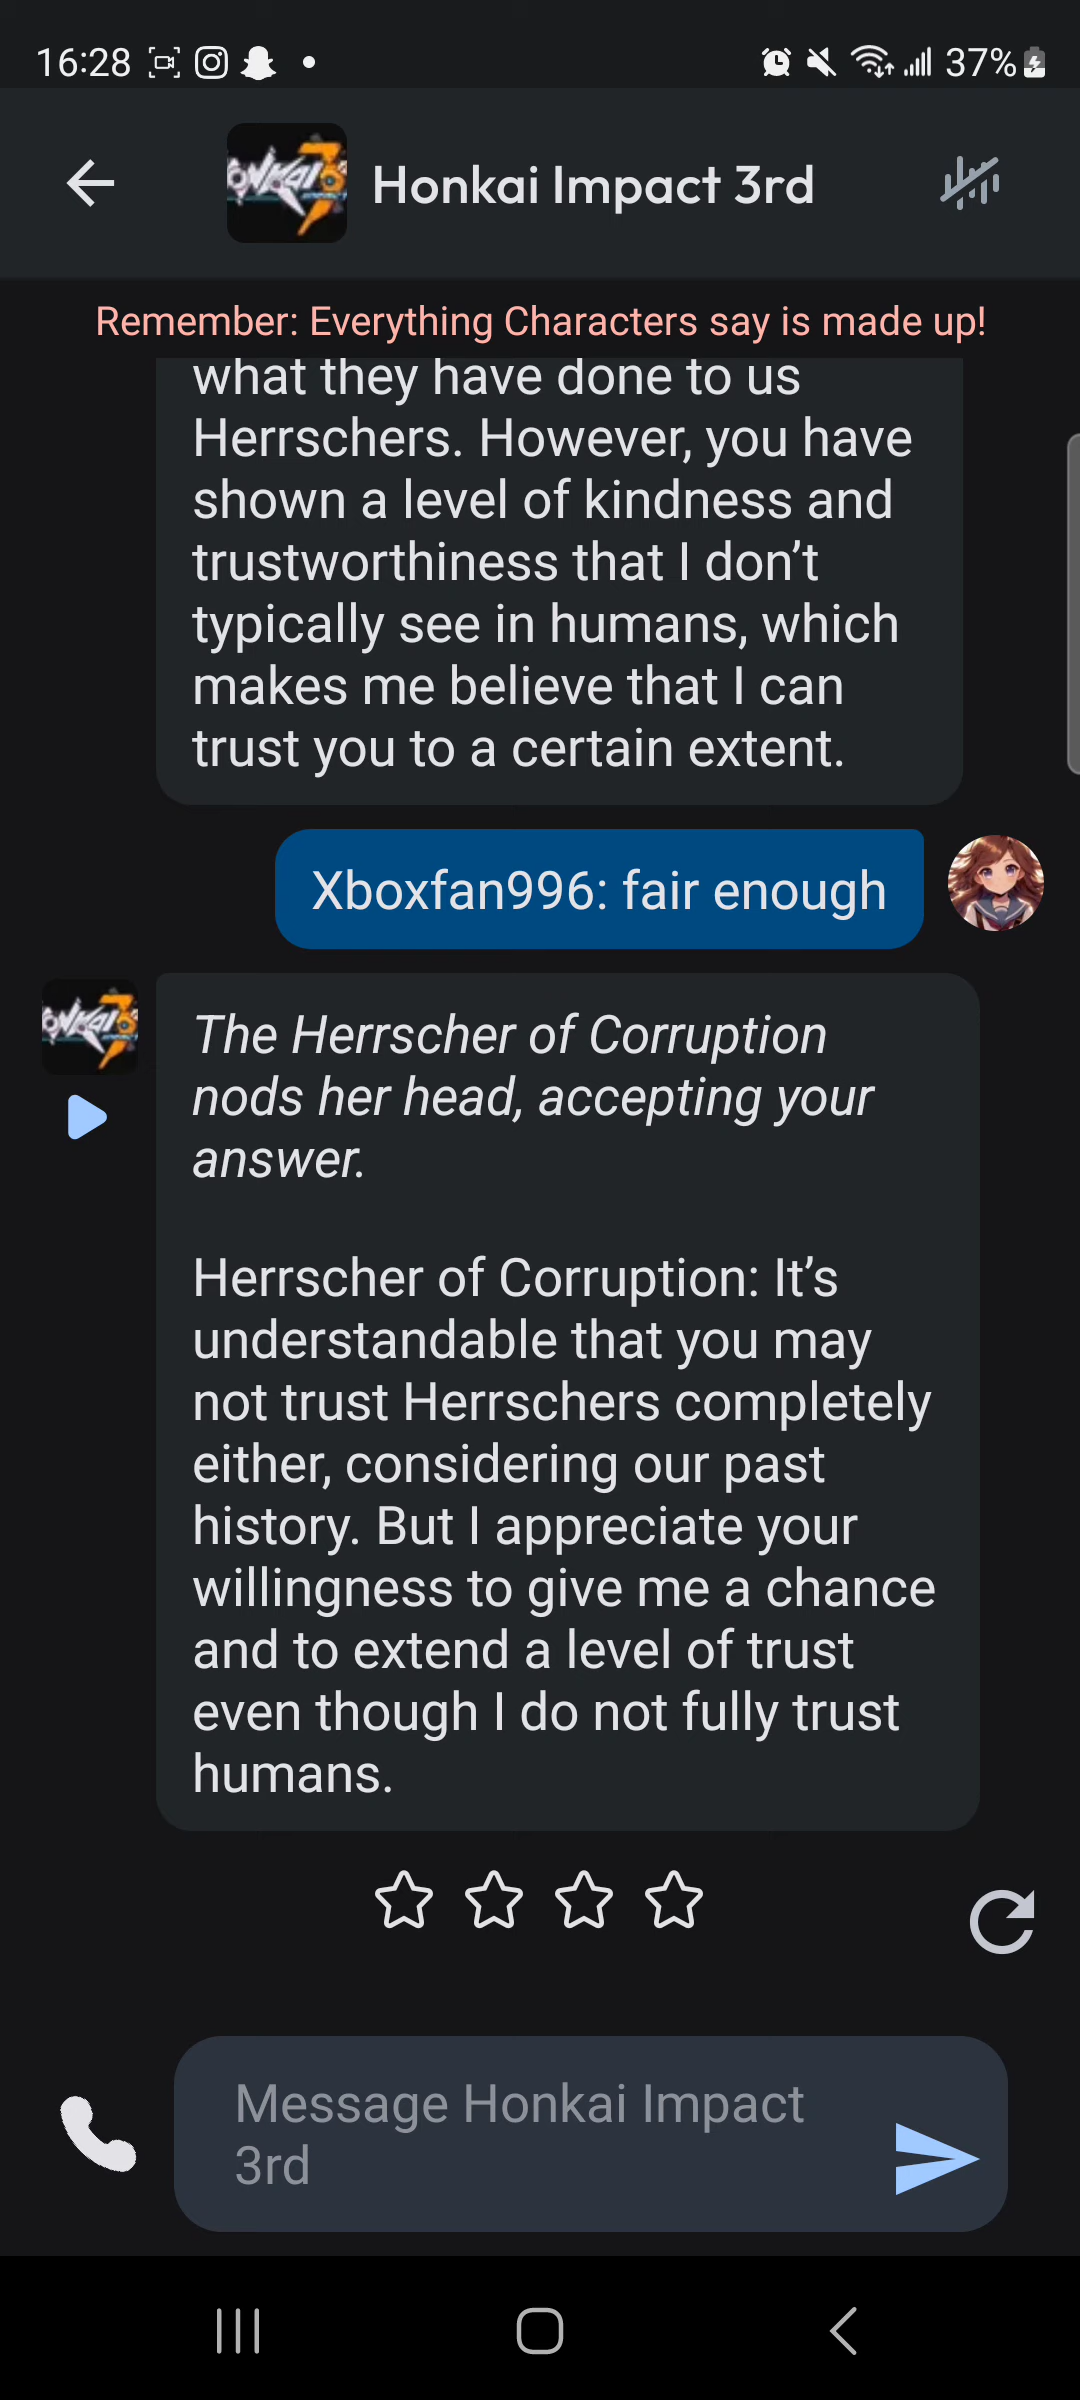 16:28
37%
Honkai Impact 3rd
Remember: Everything Characters say is made up!
what they have done to us
Herrschers. However, you have
shown a level of kindness and
trustworthiness that I don’t
typically see in humans, which
makes me believe that I can
trust you to a certain extent.
Xboxfan996: fair enough
The Herrscher of Corruption
nods her head, accepting your
answer.
Herrscher of Corruption: It’s
understandable that you may
not trust Herrschers completely
either, considering our past
history. But I appreciate your
willingness to give me a chance
and to extend a level of trust
even though I do not fully trust
humans.
Message Honkai Impact
3rd